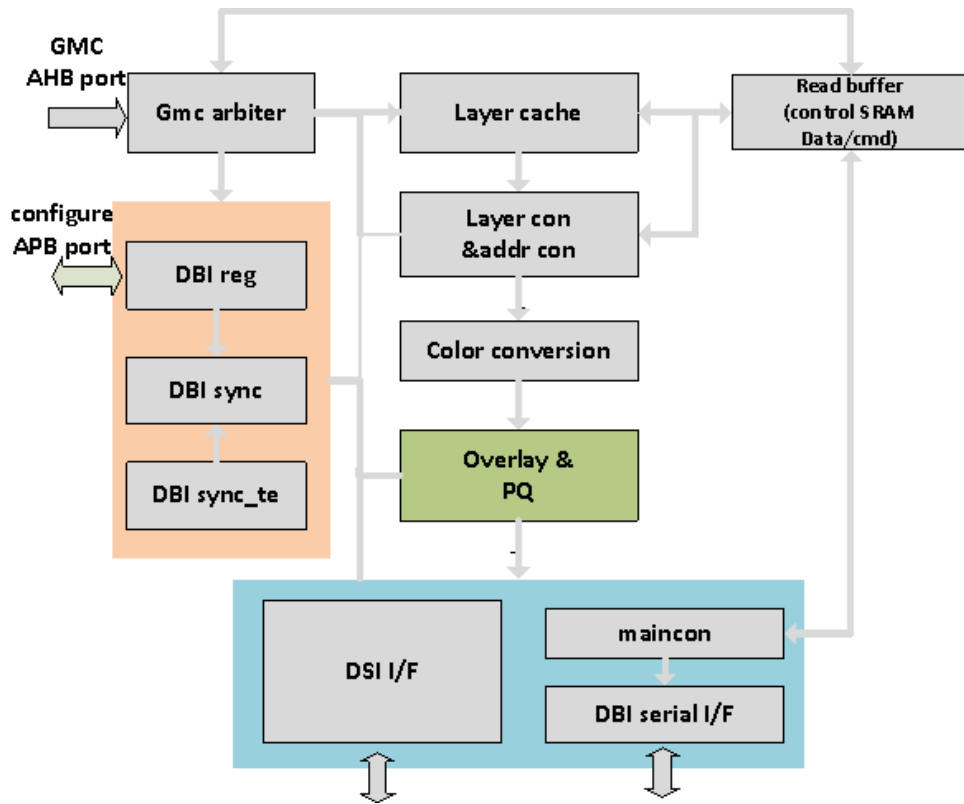 GMC
AHB port
Gmc arbiter
Layer cache
Read buffer
(control SRAM
Data/cmd)
configure
APB port
Layer con
&addr con
DBI reg
Color conversion
DBI sync
Overlay &
PQ
DBI sync_te
DSI I/F
maincon
DBI serial I/F